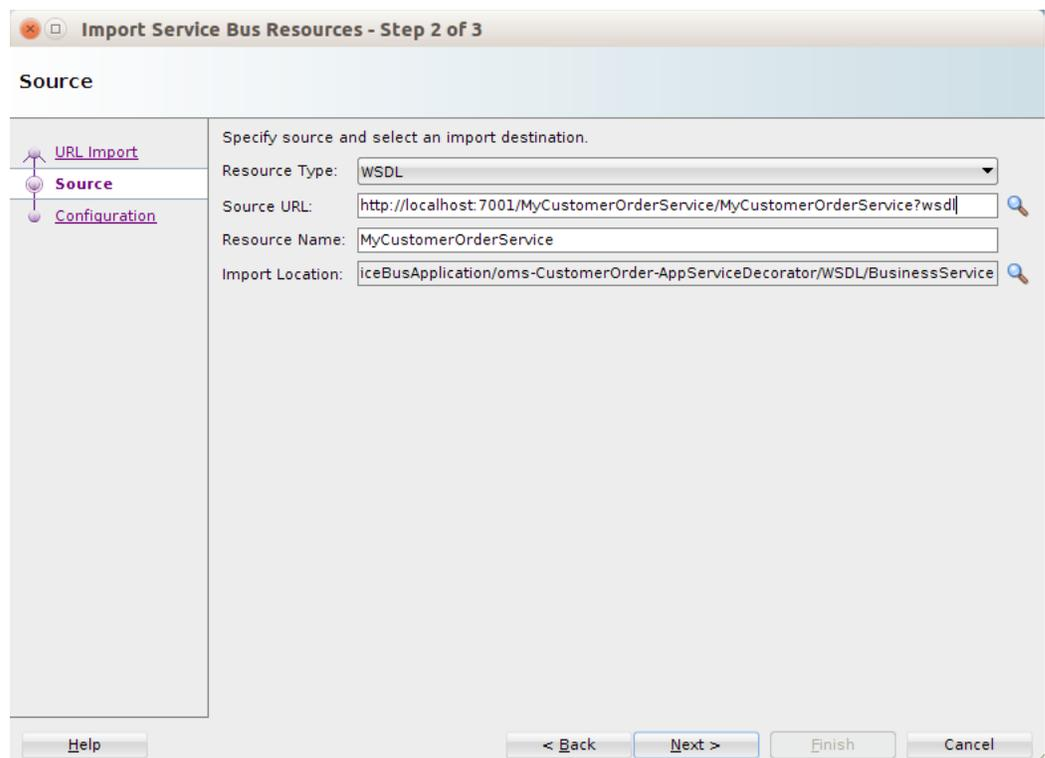 Import Service Bus Resources - Step 2 of 3
Source
URL Import
Source
Configuration
Specify source and select an import destination.
Resource Type: WSDL
Source URL: http://localhost:7001/MyCustomerOrderService/MyCustomerOrderService?wsdl
Resource Name: MyCustomerOrderService
Import Location: iceBusApplication/oms-CustomerOrder-AppServiceDecorator/WSDL/BusinessService
Help < Back Next > Finish Cancel